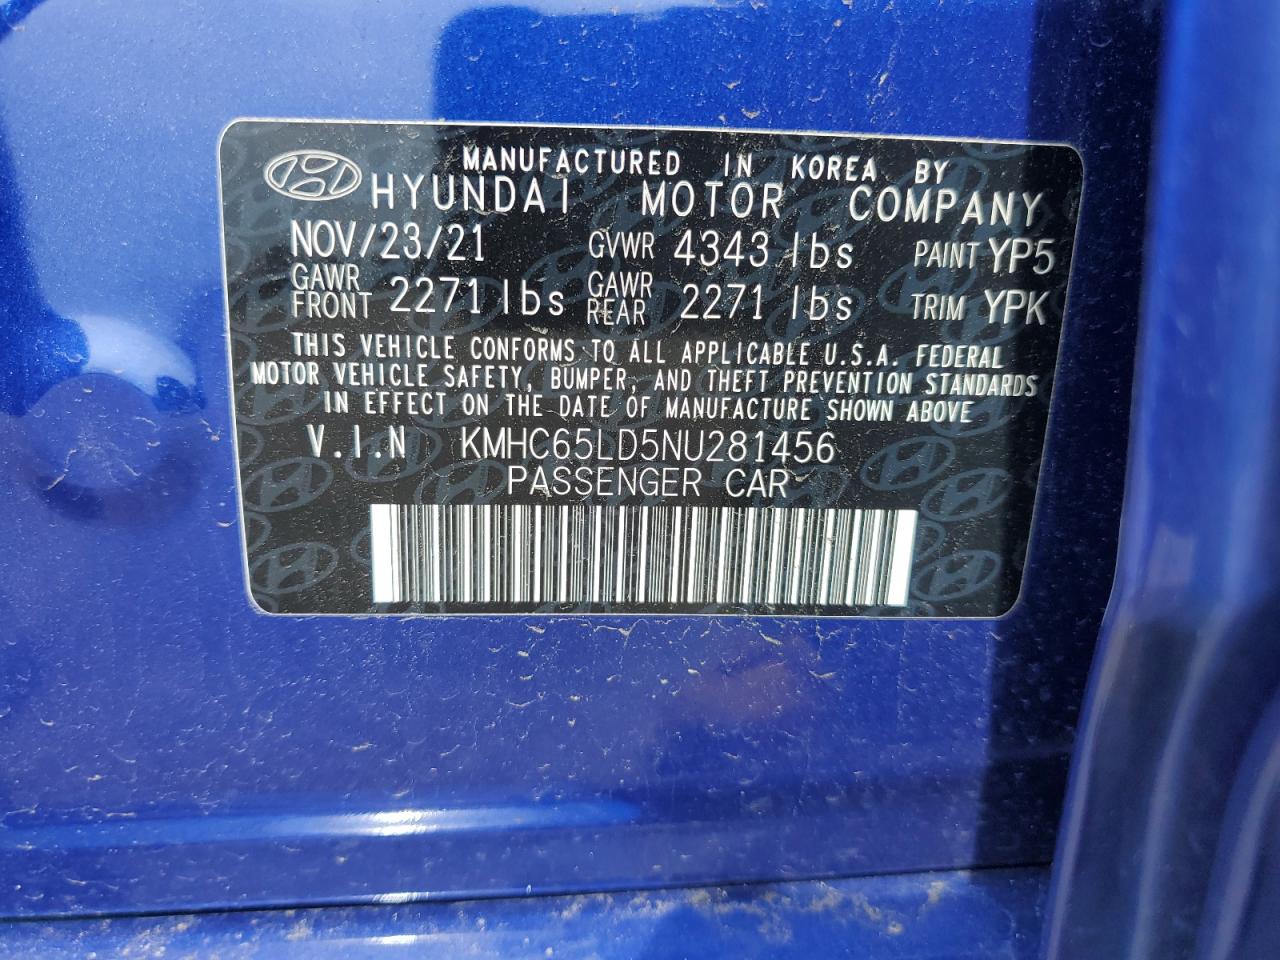 MANUFACTURED IN KOREA BY
HYUNDAI MOTOR COMPANY
NOV/23/21 GVWR 4343 lbs PAINT YP5
GAWR FRONT 2271 lbs GAWR REAR 2271 lbs TRIM YPK
THIS VEHICLE CONFORMS TO ALL APPLICABLE U.S.A. FEDERAL
MOTOR VEHICLE SAFETY, BUMPER, AND THEFT PREVENTION STANDARDS
IN EFFECT ON THE DATE OF MANUFACTURE SHOWN ABOVE
V.I.N KMHC65LD5NU281456
PASSENGER CAR